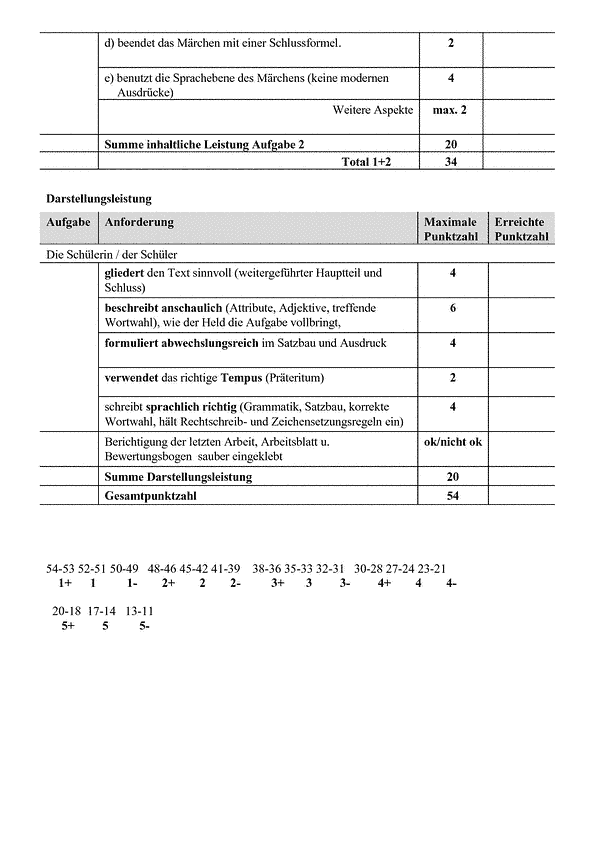 d) beendet das Märchen mit einer Schlussformel. 2
e) benutzt die Sprachebene des Märchens (keine modernen 4
Ausdrücke)
Weitere Aspekte max. 2
Summe inhaltliche Leistung Aufgabe 2 20
Total 1+2 34
Darstellungsleistung
Aufgabe Anforderung Maximale Erreichte
Punktzahl Punktzahl
Die Schülerin / der Schüler
gliedert den Text sinnvoll (weitergeführter Hauptteil und 4
Schluss)
beschreibt anschaulich (Attribute, Adjektive, treffende 6
Wortwahl), wie der Held die Aufgabe vollbringt,
formuliert abwechslungsreich im Satzbau und Ausdruck 4
verwendet das richtige Tempus (Präteritum) 2
schreibt sprachlich richtig (Grammatik, Satzbau, korrekte 4
Wortwahl, hält Rechtschreib- und Zeichensetzungsregeln ein)
Berichtigung der letzten Arbeit, Arbeitsblatt u. ok/nicht ok
Bewertungsbogen sauber eingeklebt
Summe Darstellungsleistung 20
Gesamtpunktzahl 54
54-53 52-51 50-49 48-46 45-42 41-39 38-36 35-33 32-31 30-28 27-24 23-21
1+ 1 1- 2+ 2 2- 3+ 3 3- 4+ 4 4-
20-18 17-14 13-11
5+ 5 5-